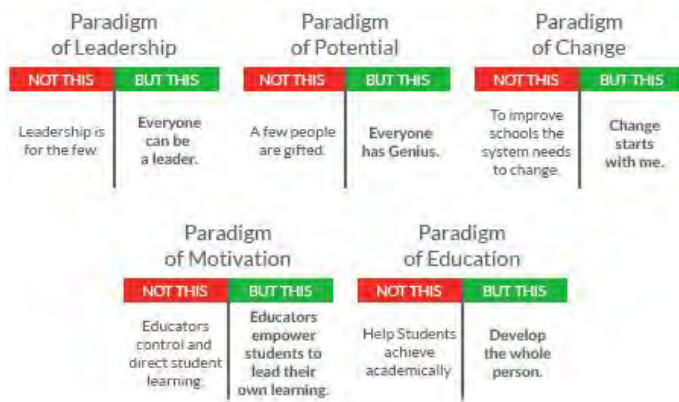 Paradigm
of Leadership
NOT THIS
BUT THIS
Leadership is
for the few.
Everyone
can be
a leader.
Paradigm
of Potential
NOT THIS
BUT THIS
A few people
are gifted.
Everyone
has Genius.
Paradigm
of Change
NOT THIS
BUT THIS
To improve
schools the
system needs
to change.
Change
starts
with me.
Paradigm
of Motivation
NOT THIS
BUT THIS
Educators
control and
direct student
learning.
Educators
empower
students to
lead their
own learning.
Paradigm
of Education
NOT THIS
BUT THIS
Help Students
achieve
academically
Develop
the whole
person.